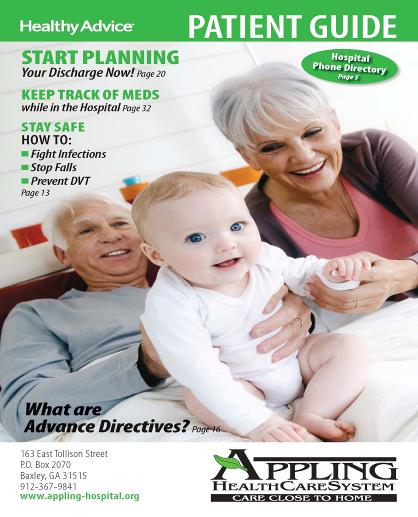 HealthyAdvice®
PATIENT GUIDE
START PLANNING
Your Discharge Now! Page 20
Hospital
Phone Directory
Page 5
KEEP TRACK OF MEDS
while in the Hospital Page 32
STAY SAFE
HOW TO:
Fight Infections
Stop Falls
Prevent DVT
Page 13
What are
Advance Directives? Page 16
163 East Tollison Street
P.O. Box 2070
Baxley, GA 31515
912-367-9841
www.appling-hospital.org
APPLING
HEALTHCARESYSTEM
CARE CLOSE TO HOME